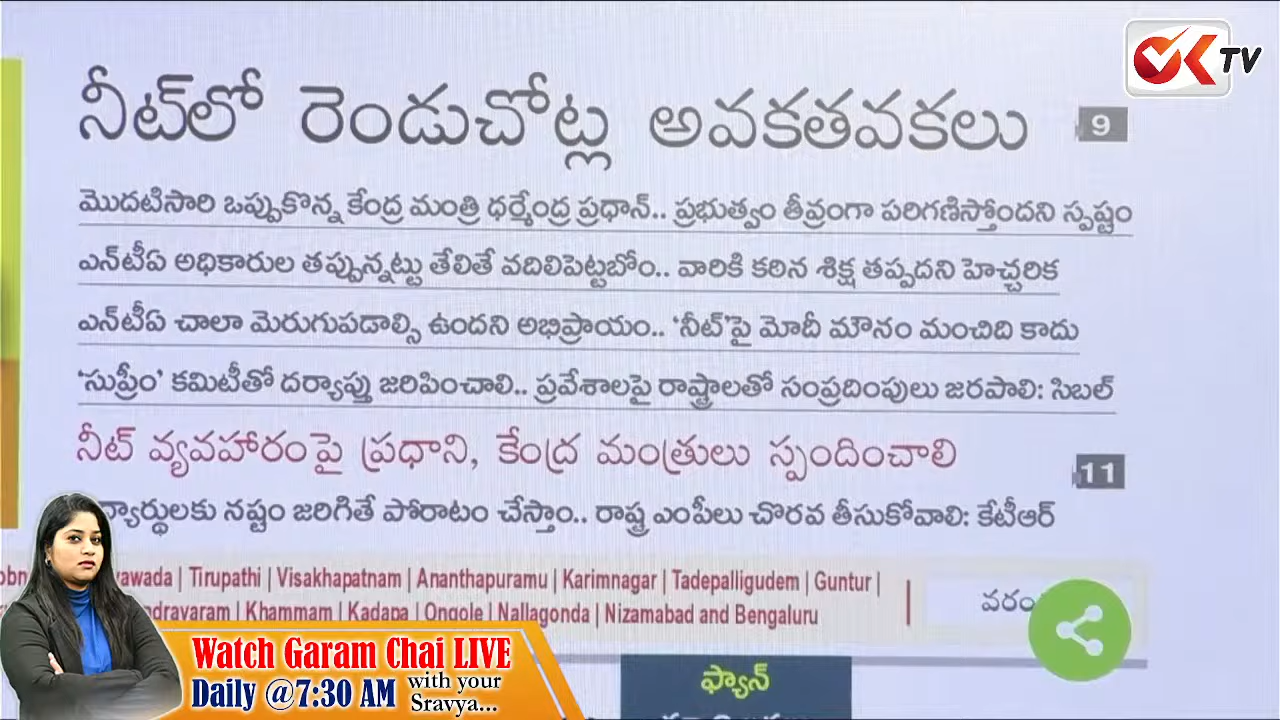 OK TV
నీట్‌లో రెండుచోట్ల అవకతవకలు 9
మొదటిసారి ఒప్పుకొన్న కేంద్ర మంత్రి ధర్మేంద్ర ప్రధాన్.. ప్రభుత్వం తీవ్రంగా పరిగణిస్తోందని స్పష్టం
ఎన్‌టీఏ అధికారుల తప్పున్నట్టు తేలితే వదిలిపెట్టబోం.. వారికి కఠిన శిక్ష తప్పదని హెచ్చరిక
ఎన్‌టీఏ చాలా మెరుగుపడాల్సి ఉందని అభిప్రాయం.. ‘నీట్’పై మోదీ మౌనం మంచిది కాదు
‘సుప్రీం’ కమిటీతో దర్యాప్తు జరిపించాలి.. ప్రవేశాలపై రాష్ట్రాలతో సంప్రదింపులు జరపాలి: సిబల్
నీట్ వ్యవహారంపై ప్రధాని, కేంద్ర మంత్రులు స్పందించాలి 11
నష్టం జరిగితే పోరాటం చేస్తాం.. రాష్ట్ర ఎంపీలు చొరవ తీసుకోవాలి: కేటీఆర్
| Tirupathi | Visakhapatnam | Ananthapuramu | Karimnagar | Tadepalligudem | Guntur |
| Khammam | Kadapa | Ongole | Nallagonda | Nizamabad and Bengaluru
Watch Garam Chai LIVE
Daily @7:30 AM with your Sravya...
ఫ్యాన్